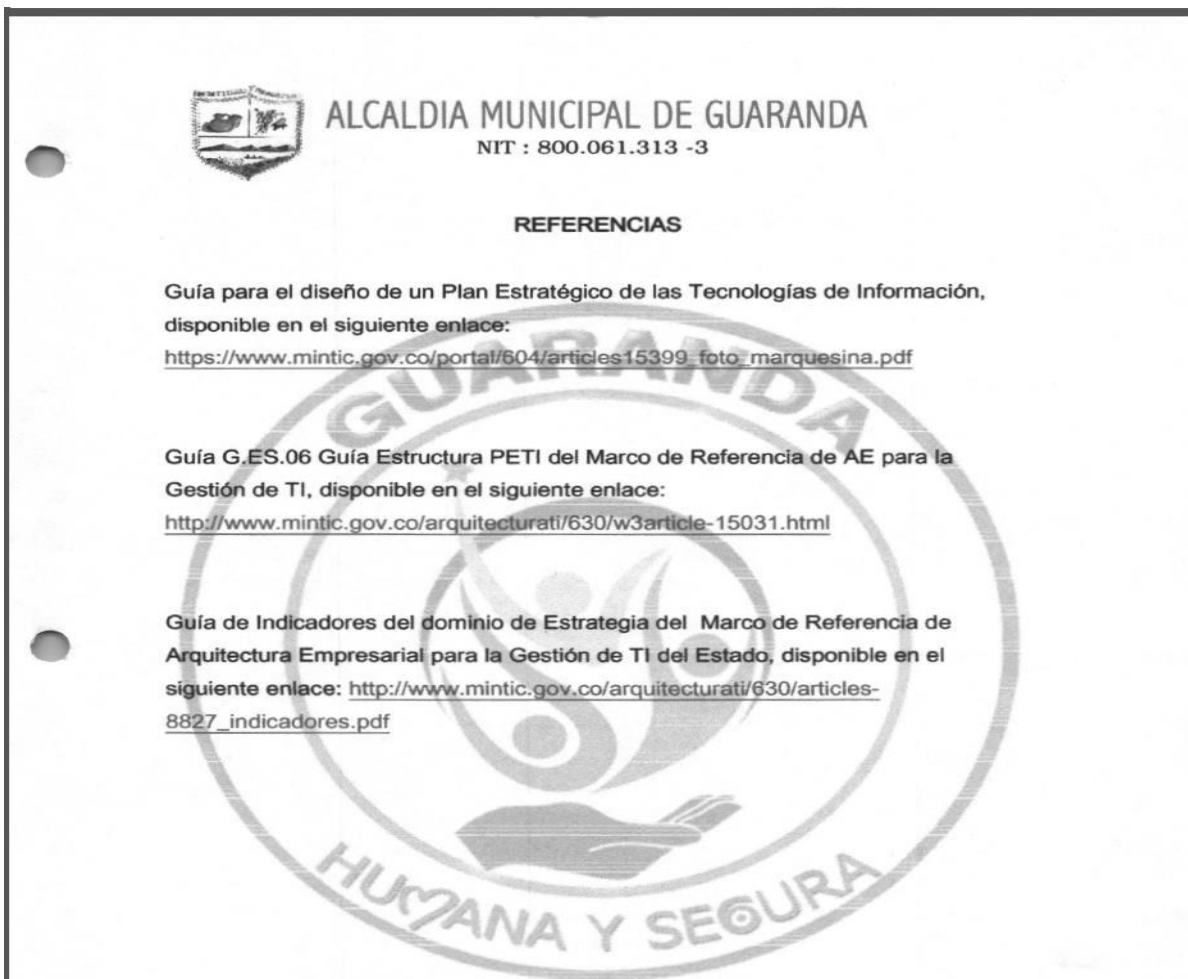 ALCALDIA MUNICIPAL DE GUARANDA
NIT : 800.061.313 -3
REFERENCIAS
Guía para el diseño de un Plan Estratégico de las Tecnologías de Información,
disponible en el siguiente enlace:
https://www.mintic.gov.co/portal/604/articles15399_foto_marquesina.pdf
Guía G.ES.06 Guía Estructura PETI del Marco de Referencia de AE para la
Gestión de TI, disponible en el siguiente enlace:
http://www.mintic.gov.co/arquitecturati/630/w3article-15031.html
Guía de Indicadores del dominio de Estrategia del Marco de Referencia de
Arquitectura Empresarial para la Gestión de TI del Estado, disponible en el
siguiente enlace: http://www.mintic.gov.co/arquitecturati/630/articles-
8827_indicadores.pdf
GUARANDA
HUMANA Y SEGURA